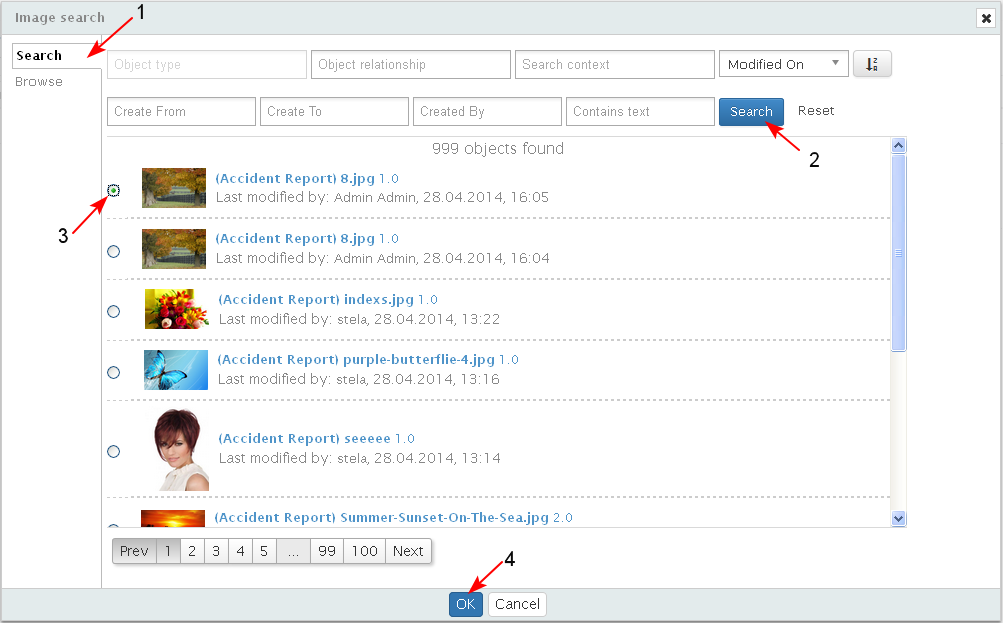 Image search
1
Search
Browse
Object type
Object relationship
Search context
Modified On
Create From
Create To
Created By
Contains text
Search
Reset
2
999 objects found
(Accident Report) 8.jpg 1.0
Last modified by: Admin Admin, 28.04.2014, 16:05
3
(Accident Report) 8.jpg 1.0
Last modified by: Admin Admin, 28.04.2014, 16:04
(Accident Report) indexs.jpg 1.0
Last modified by: stela, 28.04.2014, 13:22
(Accident Report) purple-butterflie-4.jpg 1.0
Last modified by: stela, 28.04.2014, 13:16
(Accident Report) seeeee 1.0
Last modified by: stela, 28.04.2014, 13:14
(Accident Report) Summer-Sunset-On-The-Sea.jpg 2.0
Prev 1 2 3 4 5 ... 99 100 Next
4
OK Cancel